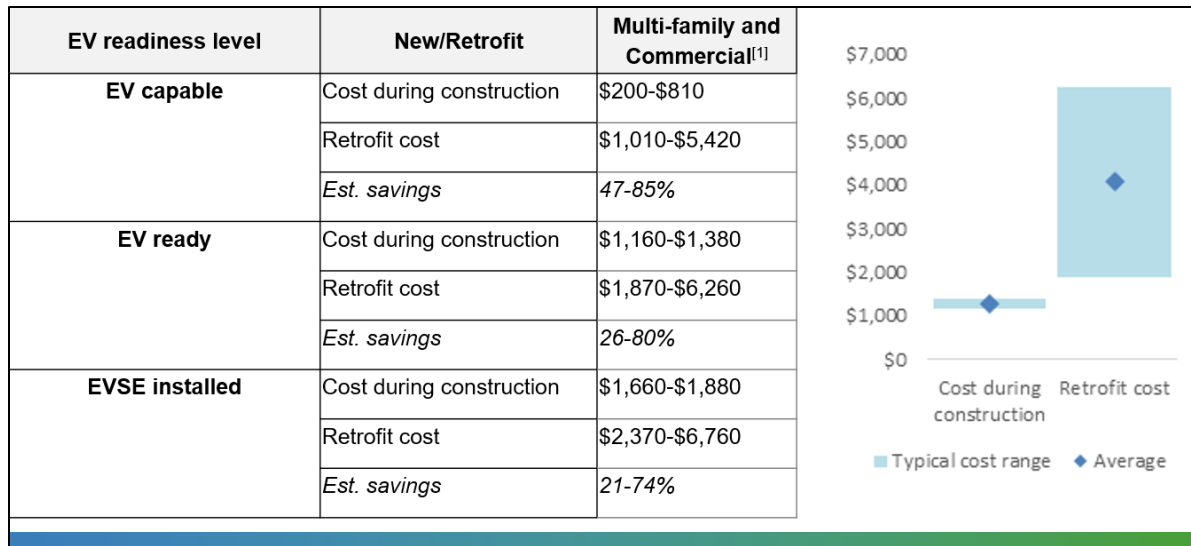 EV readiness level New/Retrofit Multi-family and
Commercial[1]
EV capable Cost during construction $200-$810
Retrofit cost $1,010-$5,420
Est. savings 47-85%
EV ready Cost during construction $1,160-$1,380
Retrofit cost $1,870-$6,260
Est. savings 26-80%
EVSE installed Cost during construction $1,660-$1,880
Retrofit cost $2,370-$6,760
Est. savings 21-74%
$7,000
$6,000
$5,000
$4,000
$3,000
$2,000
$1,000
$0
Cost during Retrofit cost
construction
Typical cost range Average